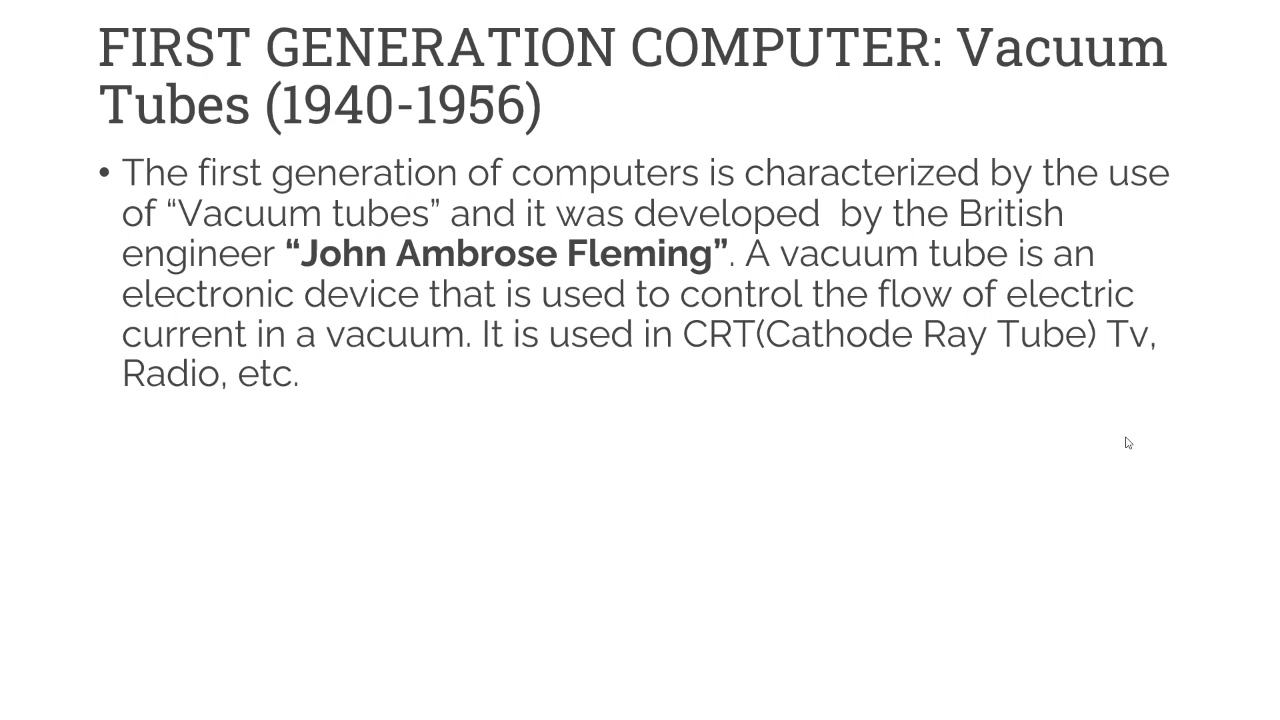 FIRST GENERATION COMPUTER: Vacuum
Tubes (1940-1956)
• The first generation of computers is characterized by the use
of “Vacuum tubes” and it was developed  by the British
engineer “John Ambrose Fleming”. A vacuum tube is an
electronic device that is used to control the flow of electric
current in a vacuum. It is used in CRT(Cathode Ray Tube) Tv,
Radio, etc.